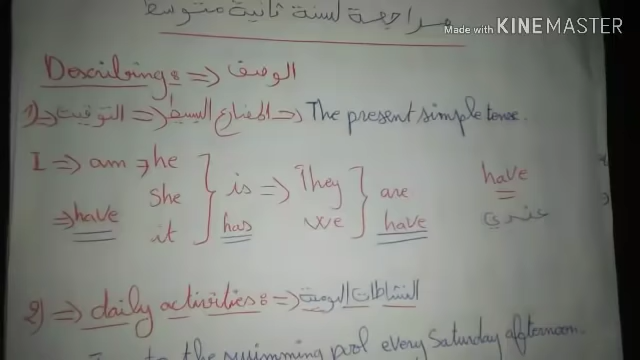 مراجعة لسنة ثانية متوسط
Made with KINEMASTER
Describing: => الوصف
1) => التوقيت => المضارع البسيط => The present simple tense.
I => am => he } is => They } are have
=> have she has we have عندي
it
2) => daily activities: => النشاطات اليومية
to the swimming pool every Saturday afternoon.